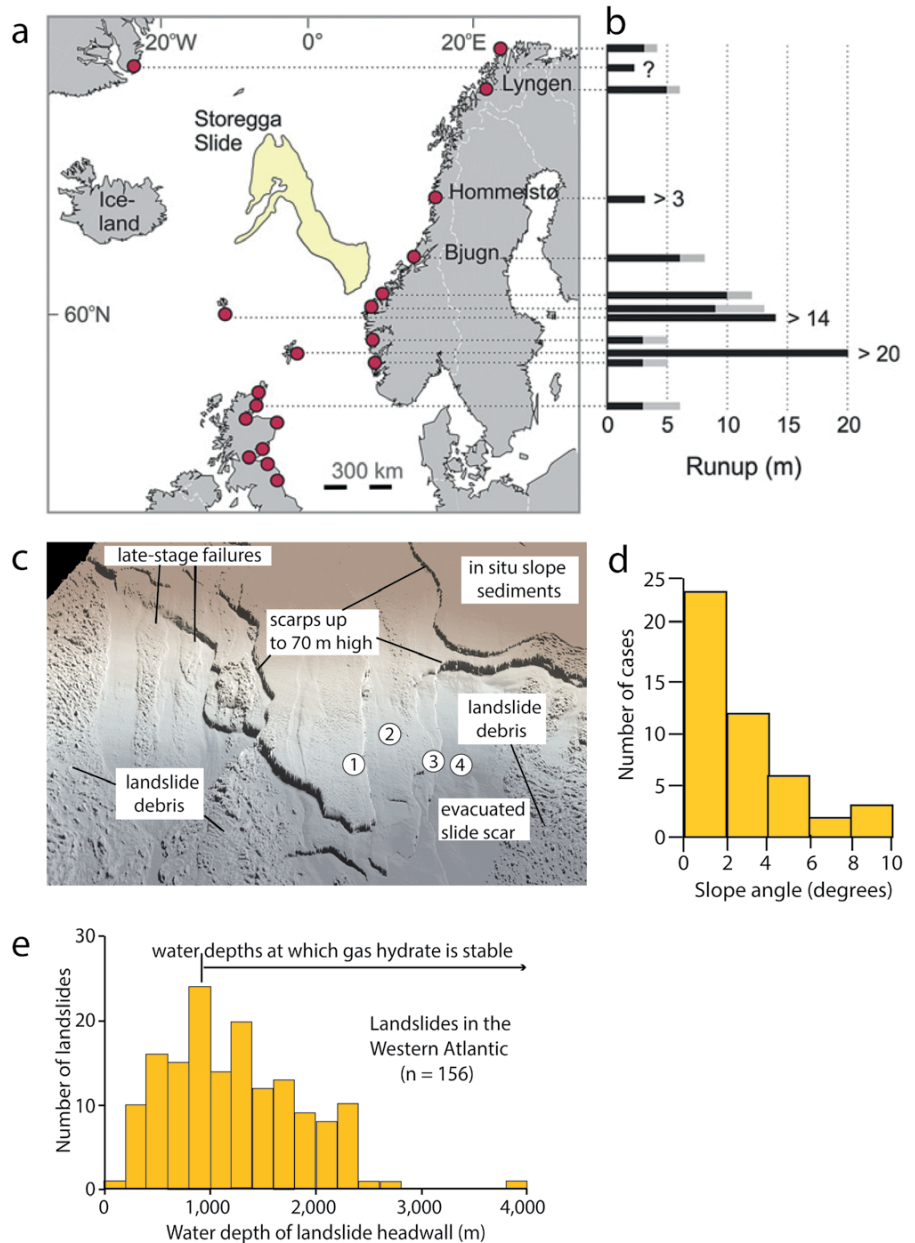 a
20°W
0°
20°E
b
Lyngen
?
Storegga
Slide
Ice-
land
Hommelstø
> 3
Bjugn
60°N
> 14
> 20
300 km
0
5
10
15
20
Runup (m)
c
late-stage failures
in situ slope
sediments
scarps up
to 70 m high
landslide
debris
1
2
3
4
landslide
debris
evacuated
slide scar
d
Number of cases
25
20
15
10
5
0
0
2
4
6
8
10
Slope angle (degrees)
e
Number of landslides
30
20
10
0
water depths at which gas hydrate is stable
Landslides in the
Western Atlantic
(n = 156)
0
1,000
2,000
3,000
4,000
Water depth of landslide headwall (m)